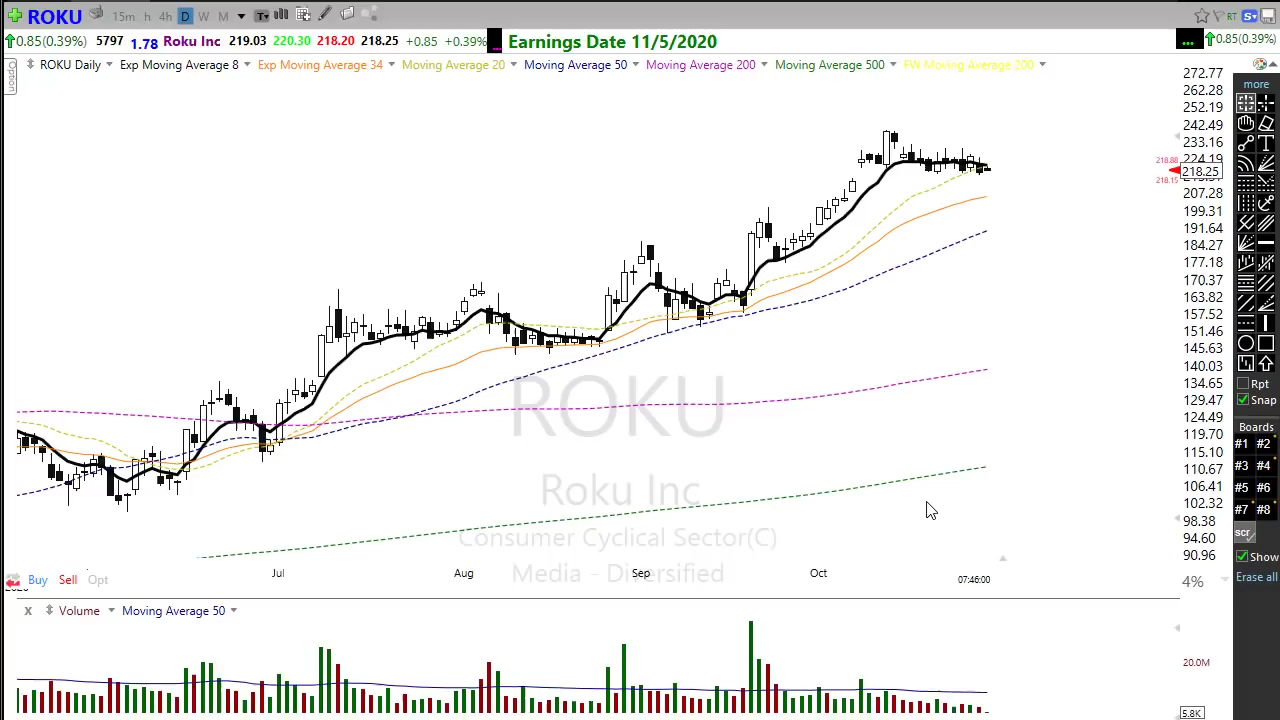 ROKU 15m h 4h D W M T RT S
0.85(0.39%) 5797 1.78 Roku Inc 219.03 220.30 218.20 218.25 +0.85 +0.39% ... Earnings Date 11/5/2020 ... 0.85(0.39%)
Option
ROKU Daily Exp Moving Average 8 Exp Moving Average 34 Moving Average 20 Moving Average 50 Moving Average 200 Moving Average 500 FW Moving Average 200
272.77
262.28
252.19
242.49
233.16
224.19
218.88
218.25
218.15
207.28
199.31
191.64
184.27
177.18
170.37
163.82
157.52
151.46
145.63
140.03
134.65
129.47
124.49
119.70
115.10
110.67
106.41
102.32
98.38
94.60
90.96
more
T
Rpt
Snap
Boards
#1 #2
#3 #4
#5 #6
#7 #8
scr
Show
Erase all
ROKU
Roku Inc
Consumer Cyclical Sector(C)
Media - Diversified
Jul Aug Sep Oct 07:46:00
Buy Sell Opt 4%
X Volume Moving Average 50
20.0M
5.8K